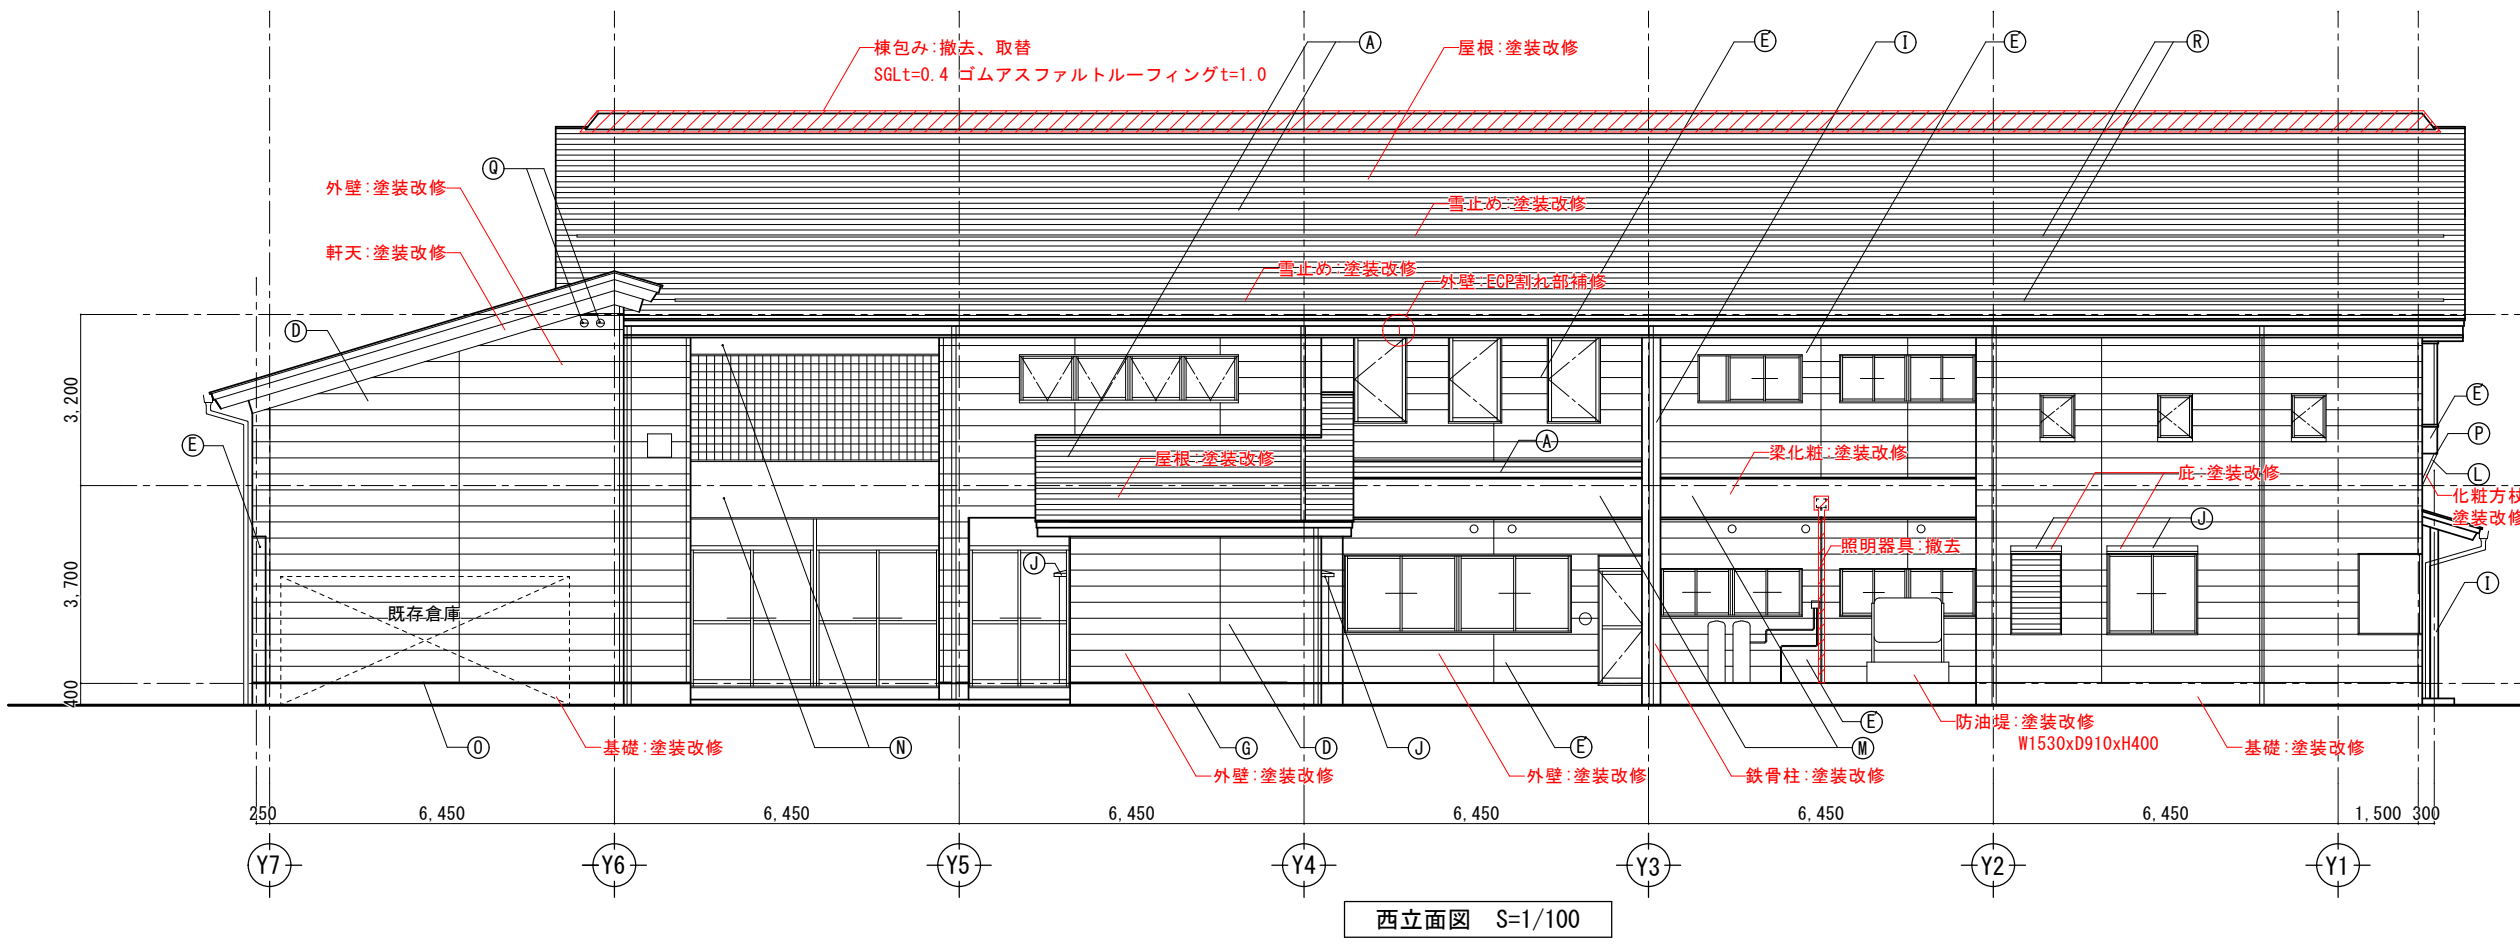 棟包み:撤去、取替
SGLt=0.4 ゴムアスファルトルーフィングt=1.0
A
屋根:塗装改修
E
I
E
R
Q
外壁:塗装改修
雪止め:塗装改修
軒天:塗装改修
雪止め:塗装改修
外壁:ECP割れ部補修
D
3,200
E
A
E
P
屋根:塗装改修
梁化粧:塗装改修
庇:塗装改修
L
化粧方杖
塗装改修
J
照明器具:撤去
J
3,700
I
既存倉庫
400
O
基礎:塗装改修
N
G
D
J
E
E
M
防油堤:塗装改修
W1530xD910xH400
基礎:塗装改修
外壁:塗装改修
外壁:塗装改修
鉄骨柱:塗装改修
250
6,450
6,450
6,450
6,450
6,450
6,450
1,500
300
Y7
Y6
Y5
Y4
Y3
Y2
Y1
西立面図 S=1/100